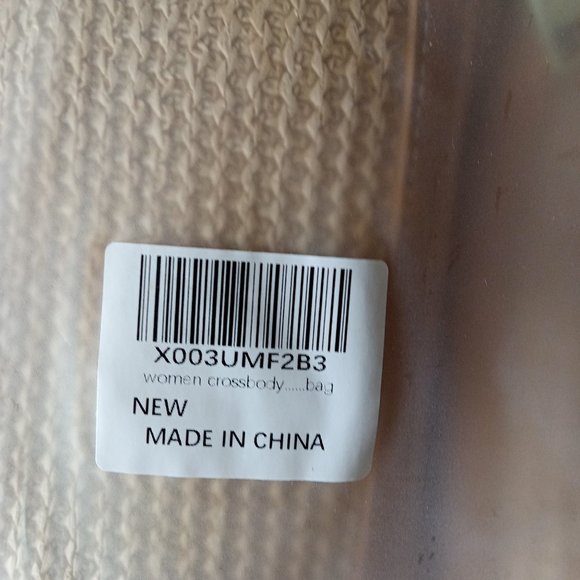 X003UMF2B3
women crossbody......bag
NEW
MADE IN CHINA